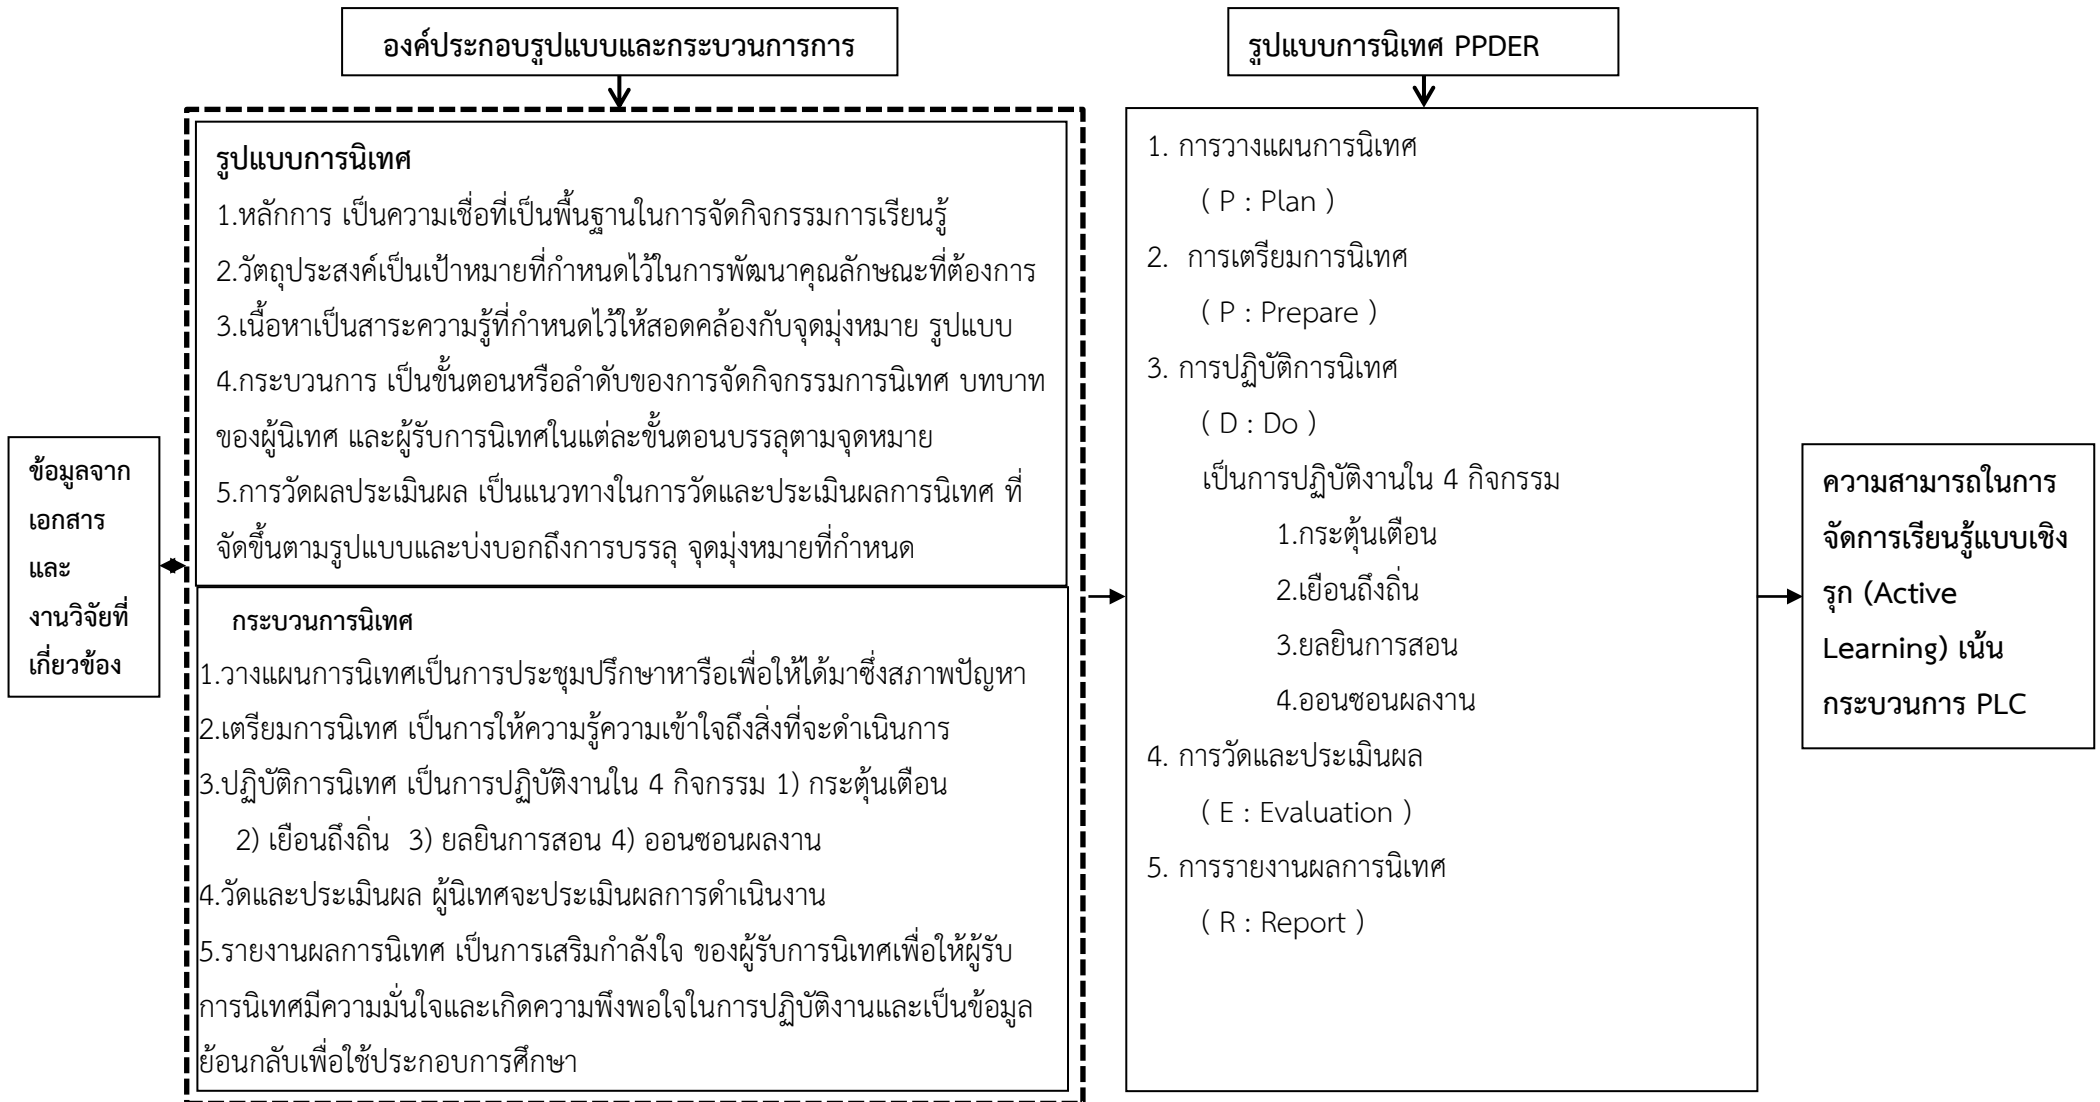 องค์ประกอบรูปแบบและกระบวนการการ
รูปแบบการนิเทศ PPDER
ข้อมูลจาก
เอกสาร
และ
งานวิจัยที่
เกี่ยวข้อง
รูปแบบการนิเทศ
1.หลักการ เป็นความเชื่อที่เป็นพื้นฐานในการจัดกิจกรรมการเรียนรู้
2.วัตถุประสงค์เป็นเป้าหมายที่กำหนดไว้ในการพัฒนาคุณลักษณะที่ต้องการ
3.เนื้อหาเป็นสาระความรู้ที่กำหนดไว้ให้สอดคล้องกับจุดมุ่งหมาย รูปแบบ
4.กระบวนการ เป็นขั้นตอนหรือลำดับของการจัดกิจกรรมการนิเทศ บทบาท
ของผู้นิเทศ และผู้รับการนิเทศในแต่ละขั้นตอนบรรลุตามจุดหมาย
5.การวัดผลประเมินผล เป็นแนวทางในการวัดและประเมินผลการนิเทศ ที่
จัดขึ้นตามรูปแบบและบ่งบอกถึงการบรรลุ จุดมุ่งหมายที่กำหนด
กระบวนการนิเทศ
1.วางแผนการนิเทศเป็นการประชุมปรึกษาหารือเพื่อให้ได้มาซึ่งสภาพปัญหา
2.เตรียมการนิเทศ เป็นการให้ความรู้ความเข้าใจถึงสิ่งที่จะดำเนินการ
3.ปฏิบัติการนิเทศ เป็นการปฏิบัติงานใน 4 กิจกรรม 1) กระตุ้นเตือน
2) เยือนถึงถิ่น 3) ยลยินการสอน 4) ออนซอนผลงาน
4.วัดและประเมินผล ผู้นิเทศจะประเมินผลการดำเนินงาน
5.รายงานผลการนิเทศ เป็นการเสริมกำลังใจ ของผู้รับการนิเทศเพื่อให้ผู้รับ
การนิเทศมีความมั่นใจและเกิดความพึงพอใจในการปฏิบัติงานและเป็นข้อมูล
ย้อนกลับเพื่อใช้ประกอบการศึกษา
1. การวางแผนการนิเทศ
( P : Plan )
2. การเตรียมการนิเทศ
( P : Prepare )
3. การปฏิบัติการนิเทศ
( D : Do )
เป็นการปฏิบัติงานใน 4 กิจกรรม
1.กระตุ้นเตือน
2.เยือนถึงถิ่น
3.ยลยินการสอน
4.ออนซอนผลงาน
4. การวัดและประเมินผล
( E : Evaluation )
5. การรายงานผลการนิเทศ
( R : Report )
ความสามารถในการ
จัดการเรียนรู้แบบเชิง
รุก (Active
Learning) เน้น
กระบวนการ PLC